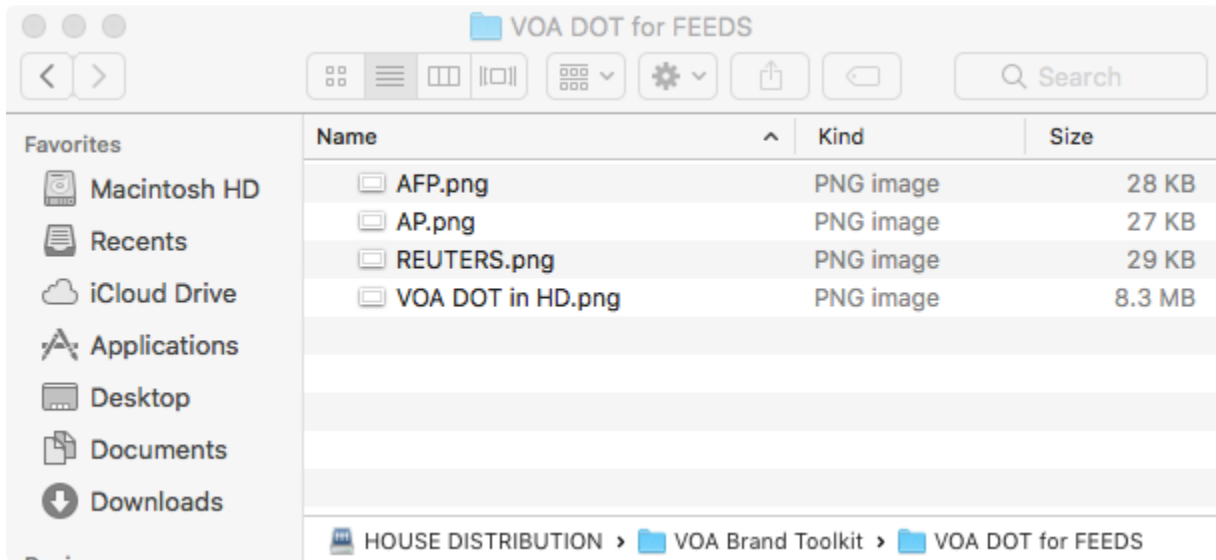 VOA DOT for FEEDS
Search
Favorites
Macintosh HD
Recents
iCloud Drive
Applications
Desktop
Documents
Downloads
Name Kind Size
AFP.png PNG image 28 KB
AP.png PNG image 27 KB
REUTERS.png PNG image 29 KB
VOA DOT in HD.png PNG image 8.3 MB
HOUSE DISTRIBUTION › VOA Brand Toolkit › VOA DOT for FEEDS